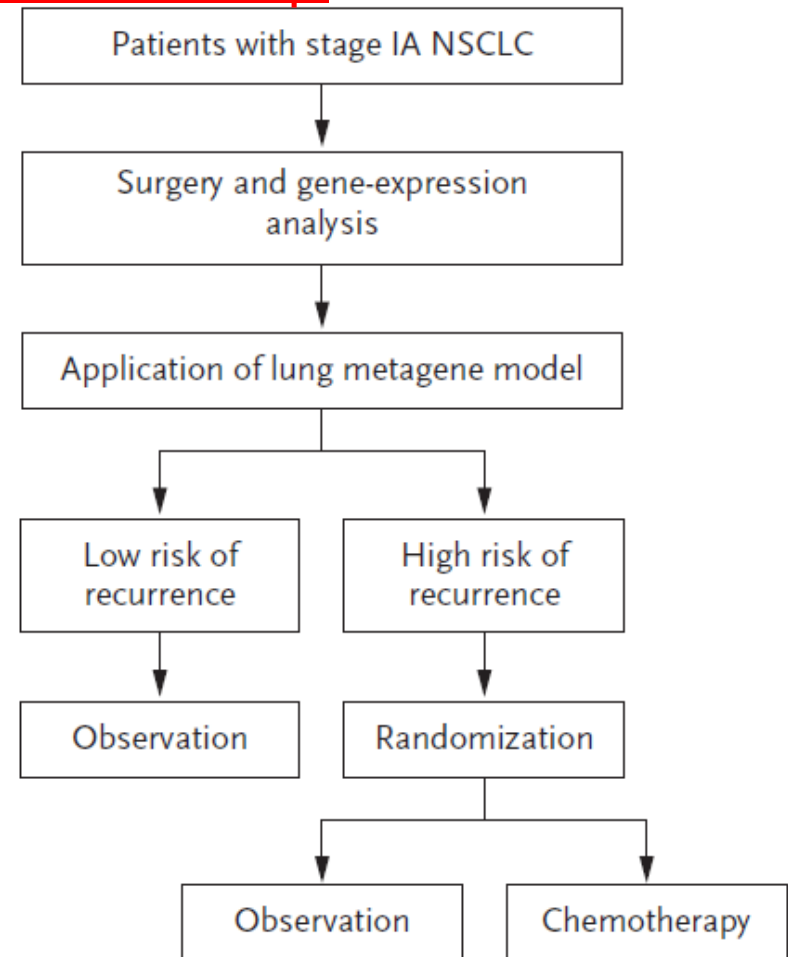 Patients with stage IA NSCLC
Surgery and gene-expression
analysis
Application of lung metagene model
Low risk of
recurrence
High risk of
recurrence
Observation
Randomization
Observation
Chemotherapy